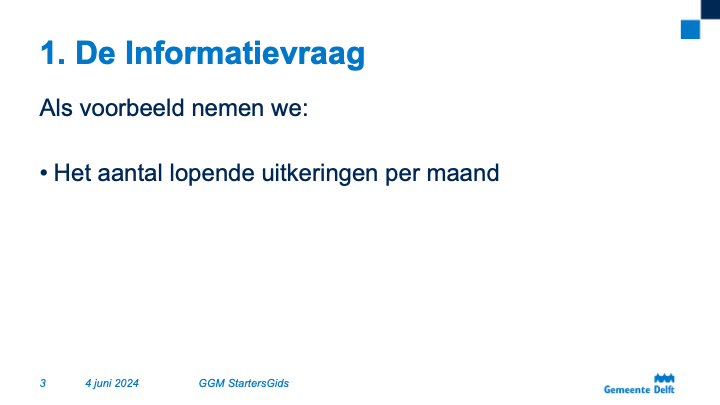 1. De Informatievraag
Als voorbeeld nemen we:
• Het aantal lopende uitkeringen per maand
3 4 juni 2024 GGM StartersGids
Gemeente Delft